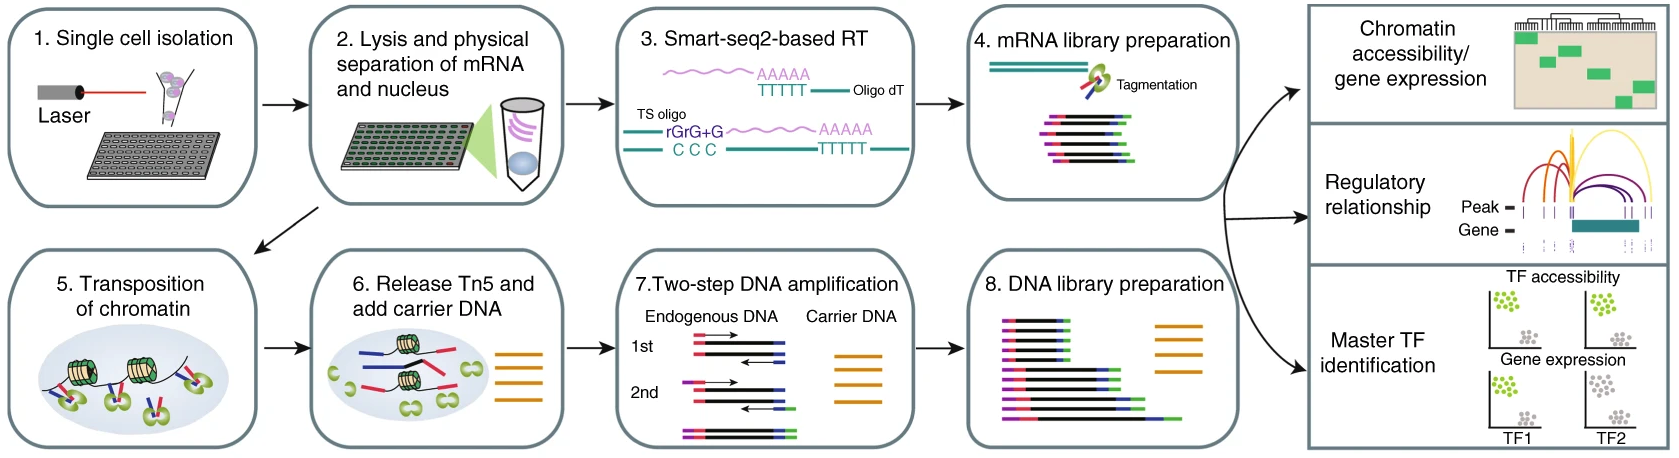 1. Single cell isolation
Laser
2. Lysis and physical
separation of mRNA
and nucleus
3. Smart-seq2-based RT
AAAAA
TTTTT
Oligo dT
TS oligo
rGrG+G
AAAAA
C C C
TTTTT
4. mRNA library preparation
Tagmentation
5. Transposition
of chromatin
6. Release Tn5 and
add carrier DNA
7.Two-step DNA amplification
Endogenous DNA
Carrier DNA
1st
2nd
8. DNA library preparation
Chromatin
accessibility/
gene expression
Regulatory
relationship
Peak
Gene
Master TF
identification
TF accessibility
Gene expression
TF1
TF2